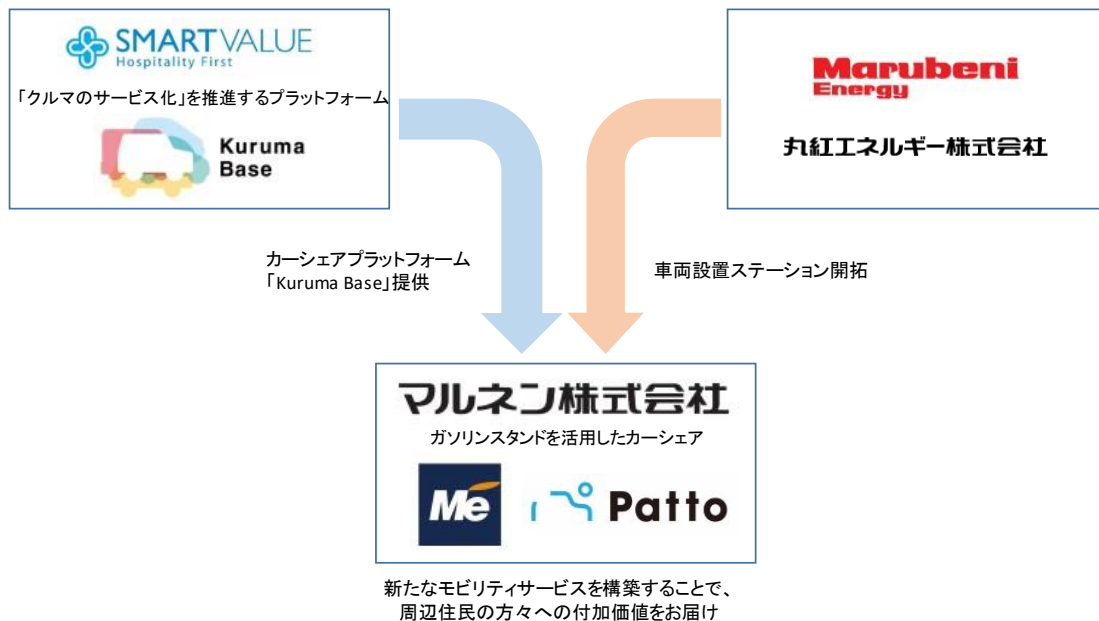 SMARTVALUE
Hospitality First
「クルマのサービス化」を推進するプラットフォーム
Kuruma
Base
Marubeni
Energy
丸紅エネルギー株式会社
カーシェアプラットフォーム
「Kuruma Base」提供
車両設置ステーション開拓
マルネン株式会社
ガソリンスタンドを活用したカーシェア
Me
Patto
新たなモビリティサービスを構築することで、
周辺住民の方々への付加価値をお届け